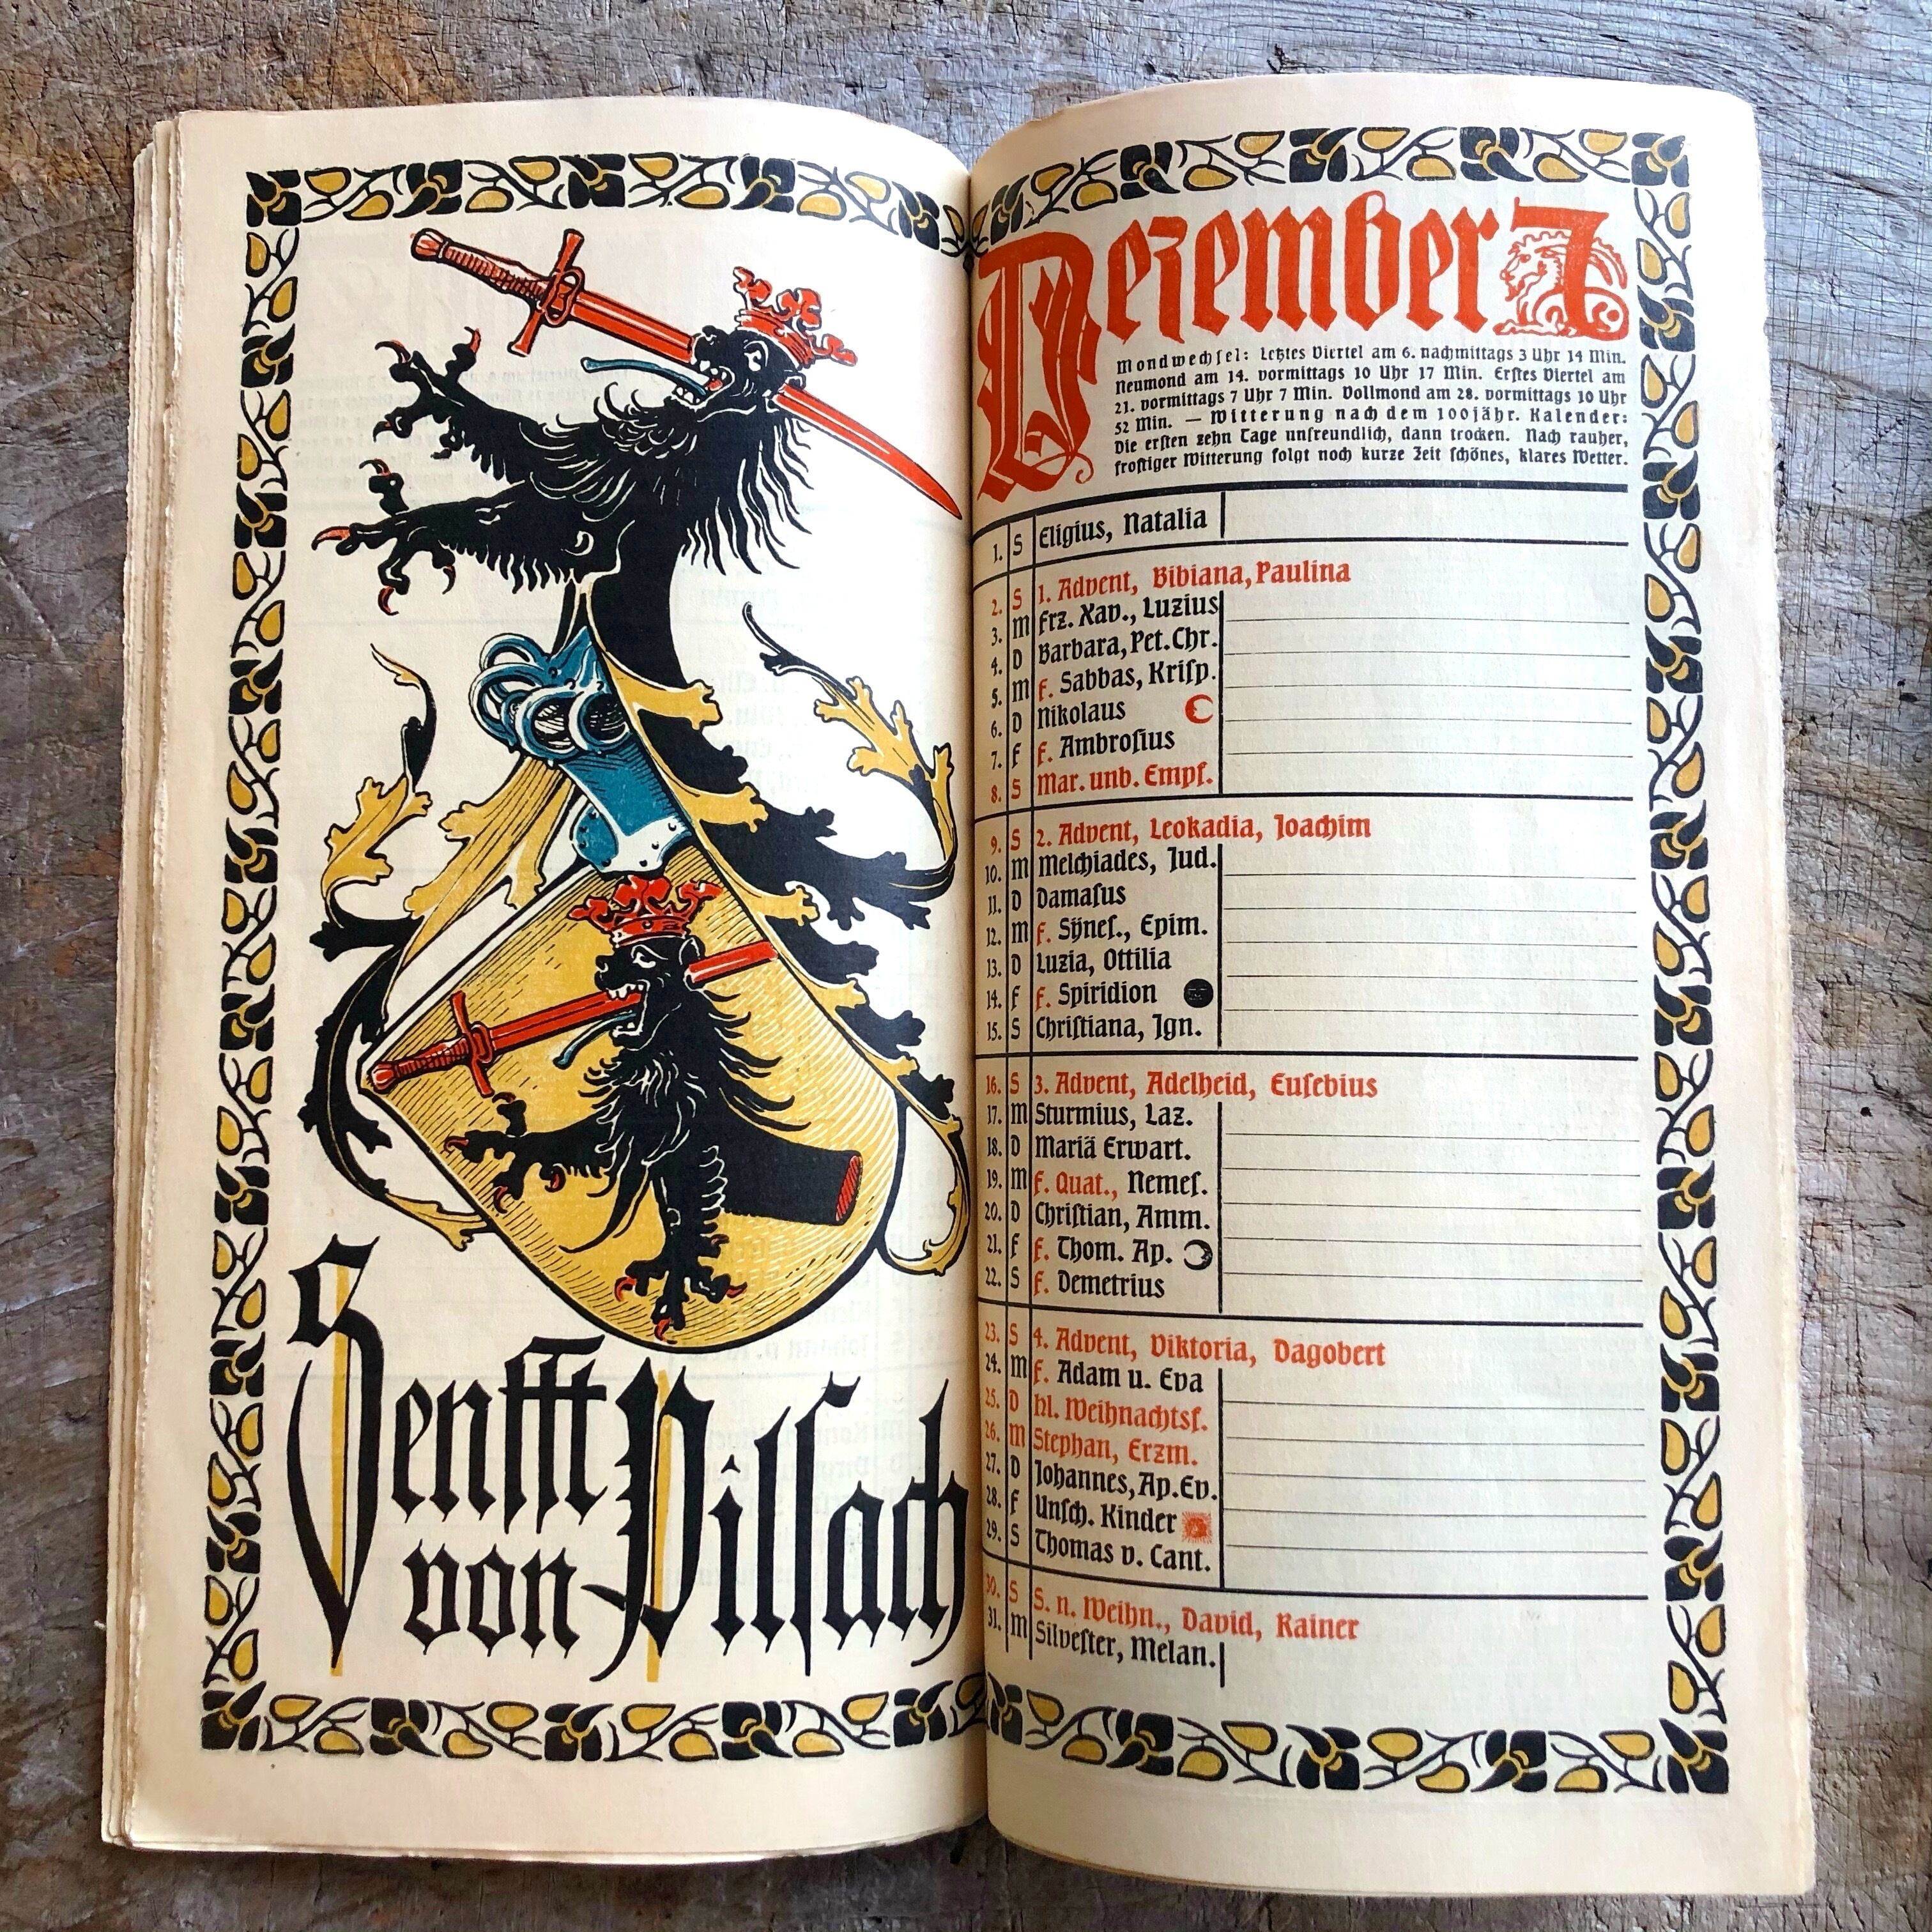 Senfft
von Pilsach
Dezember
Mondwechsel: Letztes Viertel am 6. nachmittags 3 Uhr 14 Min.
Neumond am 14. vormittags 10 Uhr 17 Min. Erstes Viertel am
21. vormittags 7 Uhr 7 Min. Vollmond am 28. vormittags 10 Uhr
52 Min. — Witterung nach dem 100jähr. Kalender:
Die ersten zehn Tage unfreundlich, dann trocken. Nach rauher,
frostiger Witterung folgt noch kurze Zeit schönes, klares Wetter.
1. S Eligius, Natalia
2. S 1. Advent, Bibiana, Paulina
3. M Frz. Xav., Luzius
4. D Barbara, Pet. Chr.
5. M F. Sabbas, Krisp.
6. D Nikolaus
7. F F. Ambrosius
8. S Mar. unb. Empf.
9. S 2. Advent, Leokadia, Joachim
10. M Melchiades, Jud.
11. D Damasus
12. M F. Sÿnes., Epim.
13. D Luzia, Ottilia
14. F F. Spiridion
15. S Christiana, Ign.
16. S 3. Advent, Adelheid, Eusebius
17. M Sturmius, Laz.
18. D Mariä Erwart.
19. M F. Quat., Nemes.
20. D Christian, Amm.
21. F F. Thom. Ap.
22. S F. Demetrius
23. S 4. Advent, Viktoria, Dagobert
24. M F. Adam u. Eva
25. D Hl. Weihnachtsf.
26. M Stephan, Erzm.
27. D Johannes, Ap. Ev.
28. F Unsch. Kinder
29. S Thomas v. Cant.
30. S S. n. Weihn., David, Rainer
31. M Silvester, Melan.